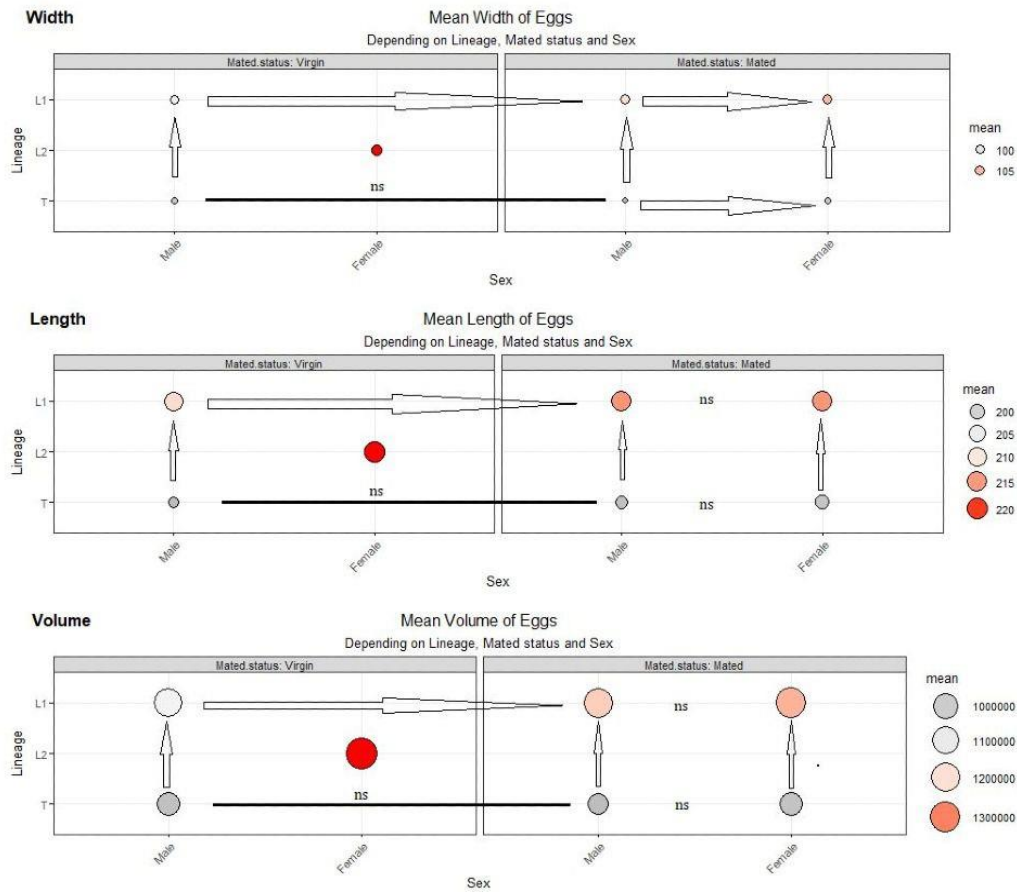 Width
Mean Width of Eggs
Depending on Lineage, Mated status and Sex
Mated.status: Virgin
Mated.status: Mated
Lineage
L1
L2
T
ns
Male
Female
Male
Female
Sex
mean
100
105
Length
Mean Length of Eggs
Depending on Lineage, Mated status and Sex
Mated.status: Virgin
Mated.status: Mated
Lineage
L1
L2
T
ns
ns
ns
Male
Female
Male
Female
Sex
mean
200
205
210
215
220
Volume
Mean Volume of Eggs
Depending on Lineage, Mated status and Sex
Mated.status: Virgin
Mated.status: Mated
Lineage
L1
L2
T
ns
ns
ns
Male
Female
Male
Female
Sex
mean
1000000
1100000
1200000
1300000